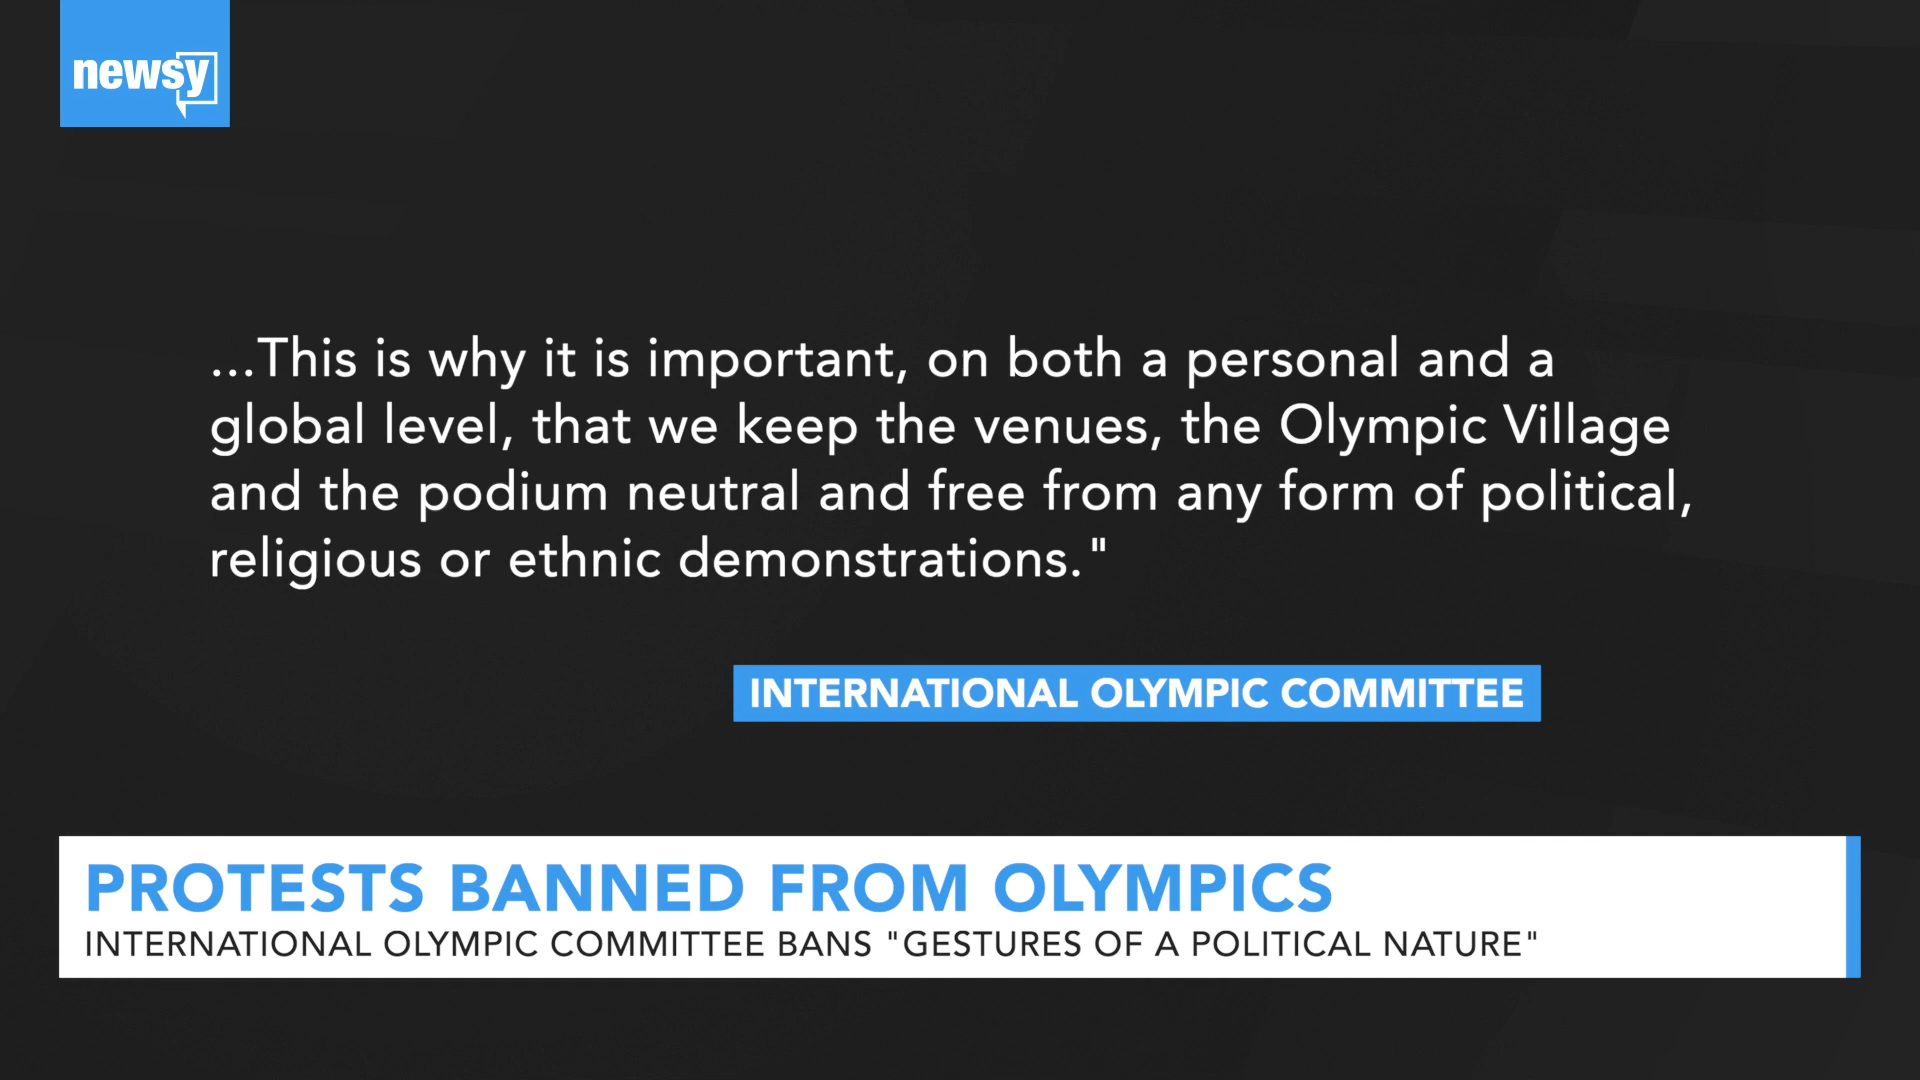 newsy
...This is why it is important, on both a personal and a
global level, that we keep the venues, the Olympic Village
and the podium neutral and free from any form of political,
religious or ethnic demonstrations."
INTERNATIONAL OLYMPIC COMMITTEE
PROTESTS BANNED FROM OLYMPICS
INTERNATIONAL OLYMPIC COMMITTEE BANS "GESTURES OF A POLITICAL NATURE"